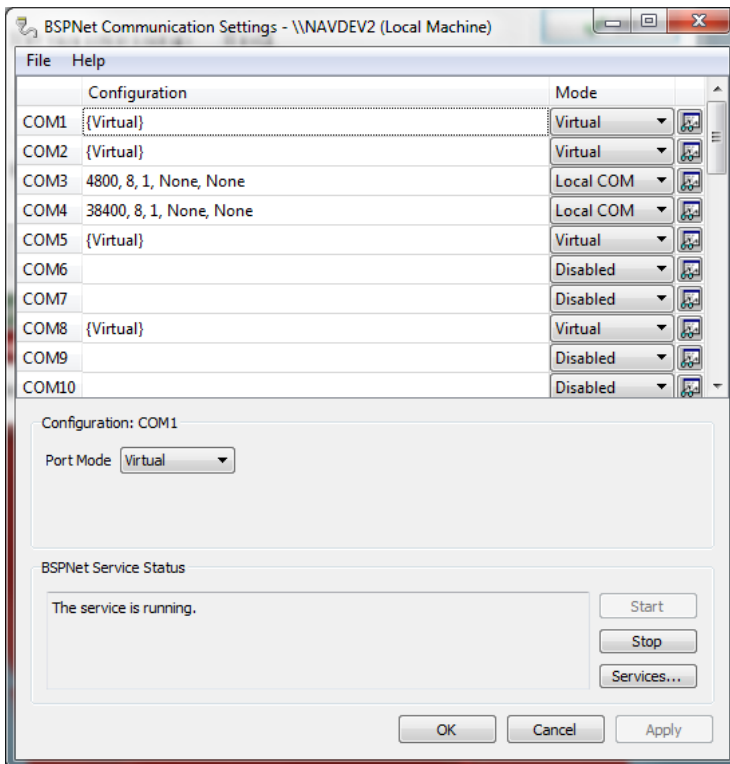 BSPNet Communication Settings - \\NAVDEV2 (Local Machine)
File Help
Configuration Mode
COM1 {Virtual} Virtual
COM2 {Virtual} Virtual
COM3 4800, 8, 1, None, None Local COM
COM4 38400, 8, 1, None, None Local COM
COM5 {Virtual} Virtual
COM6 Disabled
COM7 Disabled
COM8 {Virtual} Virtual
COM9 Disabled
COM10 Disabled
Configuration: COM1
Port Mode Virtual
BSPNet Service Status
The service is running.
Start
Stop
Services...
OK Cancel Apply